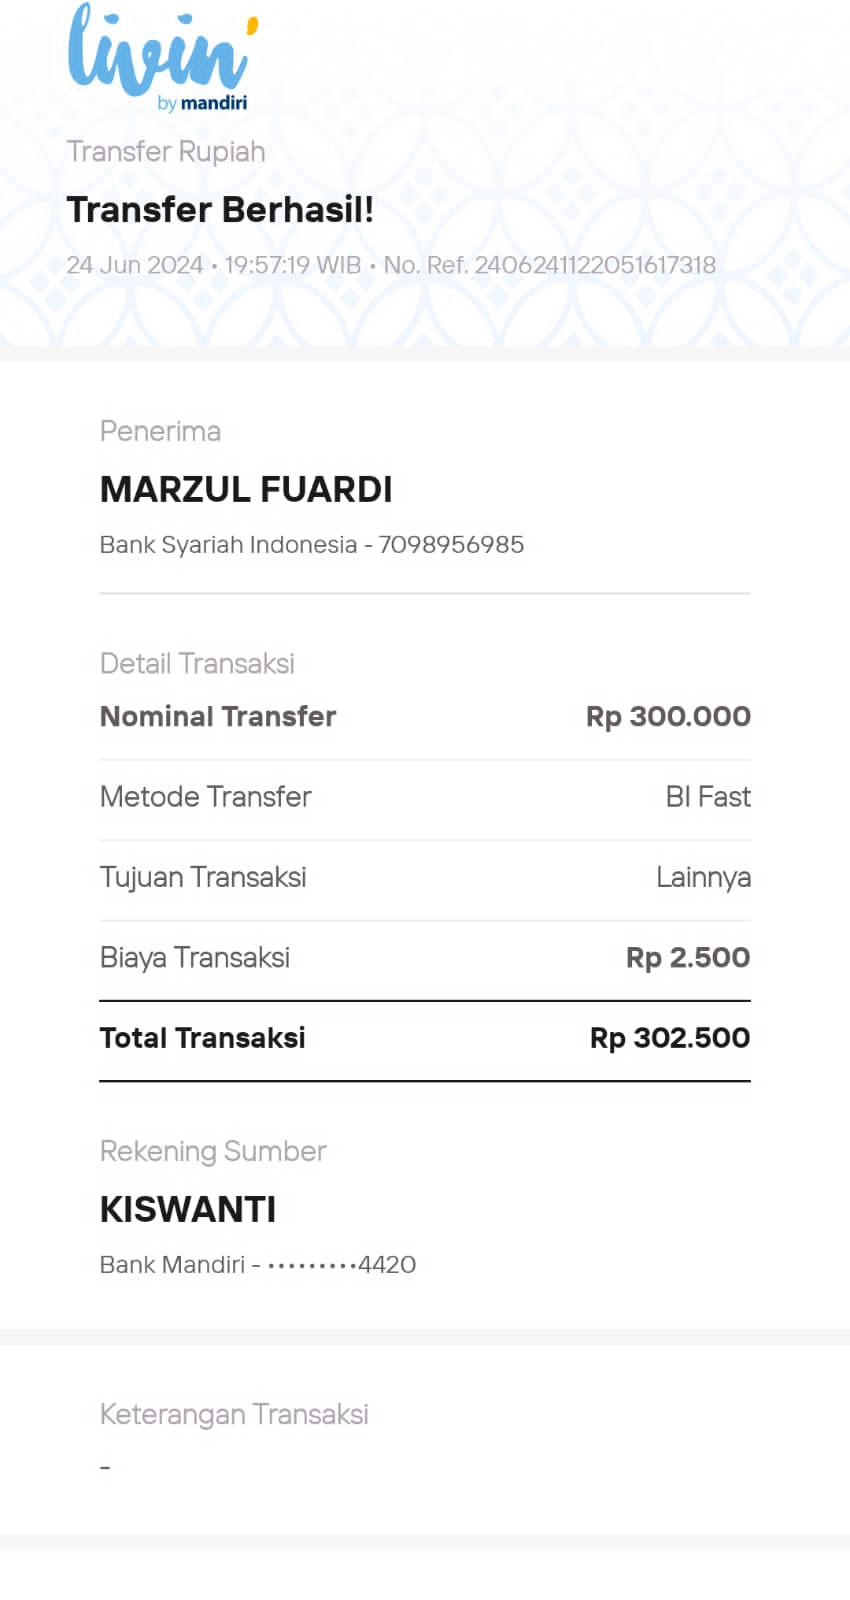 livin'
by mandiri
Transfer Rupiah
Transfer Berhasil!
24 Jun 2024 • 19:57:19 WIB • No. Ref. 2406241122051617318
Penerima
MARZUL FUARDI
Bank Syariah Indonesia - 7098956985
Detail Transaksi
Nominal Transfer Rp 300.000
Metode Transfer BI Fast
Tujuan Transaksi Lainnya
Biaya Transaksi Rp 2.500
Total Transaksi Rp 302.500
Rekening Sumber
KISWANTI
Bank Mandiri - •••••••••4420
Keterangan Transaksi
-